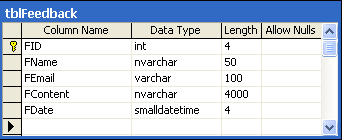 tblFeedback
Column Name Data Type Length Allow Nulls
FID int 4
FName nvarchar 50
FEmail varchar 100
FContent nvarchar 4000
FDate smalldatetime 4